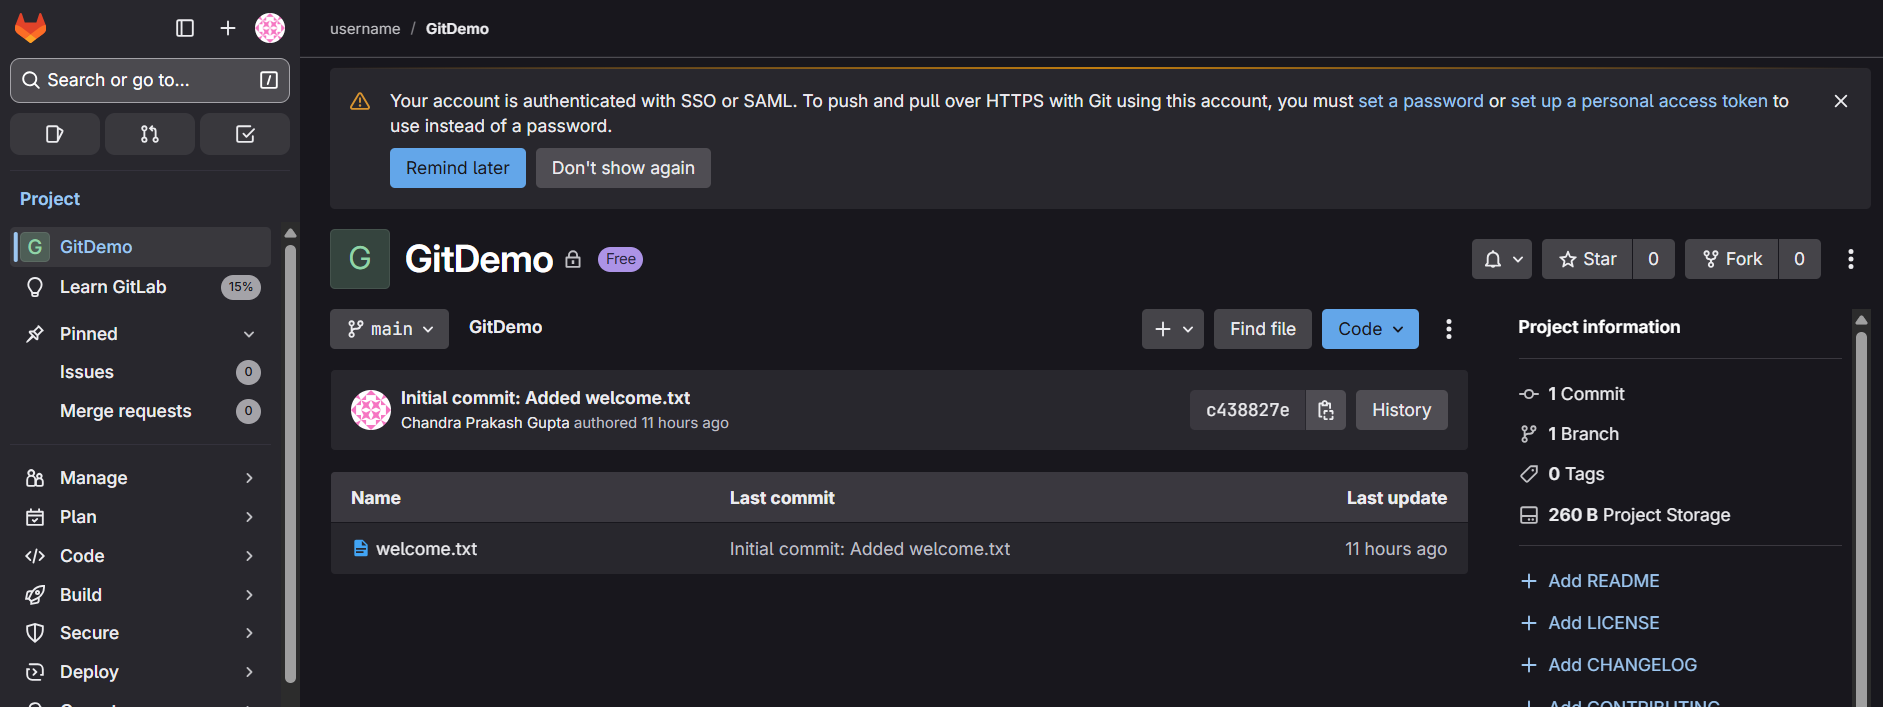 username / GitDemo
Search or go to...
Project
G GitDemo
Learn GitLab 15%
Pinned
Issues 0
Merge requests 0
Manage
Plan
Code
Build
Secure
Deploy
Your account is authenticated with SSO or SAML. To push and pull over HTTPS with Git using this account, you must set a password or set up a personal access token to
use instead of a password.
Remind later Don't show again
G GitDemo Free
Star 0 Fork 0
main GitDemo Find file Code
Initial commit: Added welcome.txt
Chandra Prakash Gupta authored 11 hours ago
c438827e History
Name Last commit Last update
welcome.txt Initial commit: Added welcome.txt 11 hours ago
Project information
1 Commit
1 Branch
0 Tags
260 B Project Storage
Add README
Add LICENSE
Add CHANGELOG
Add CONTRIBUTING